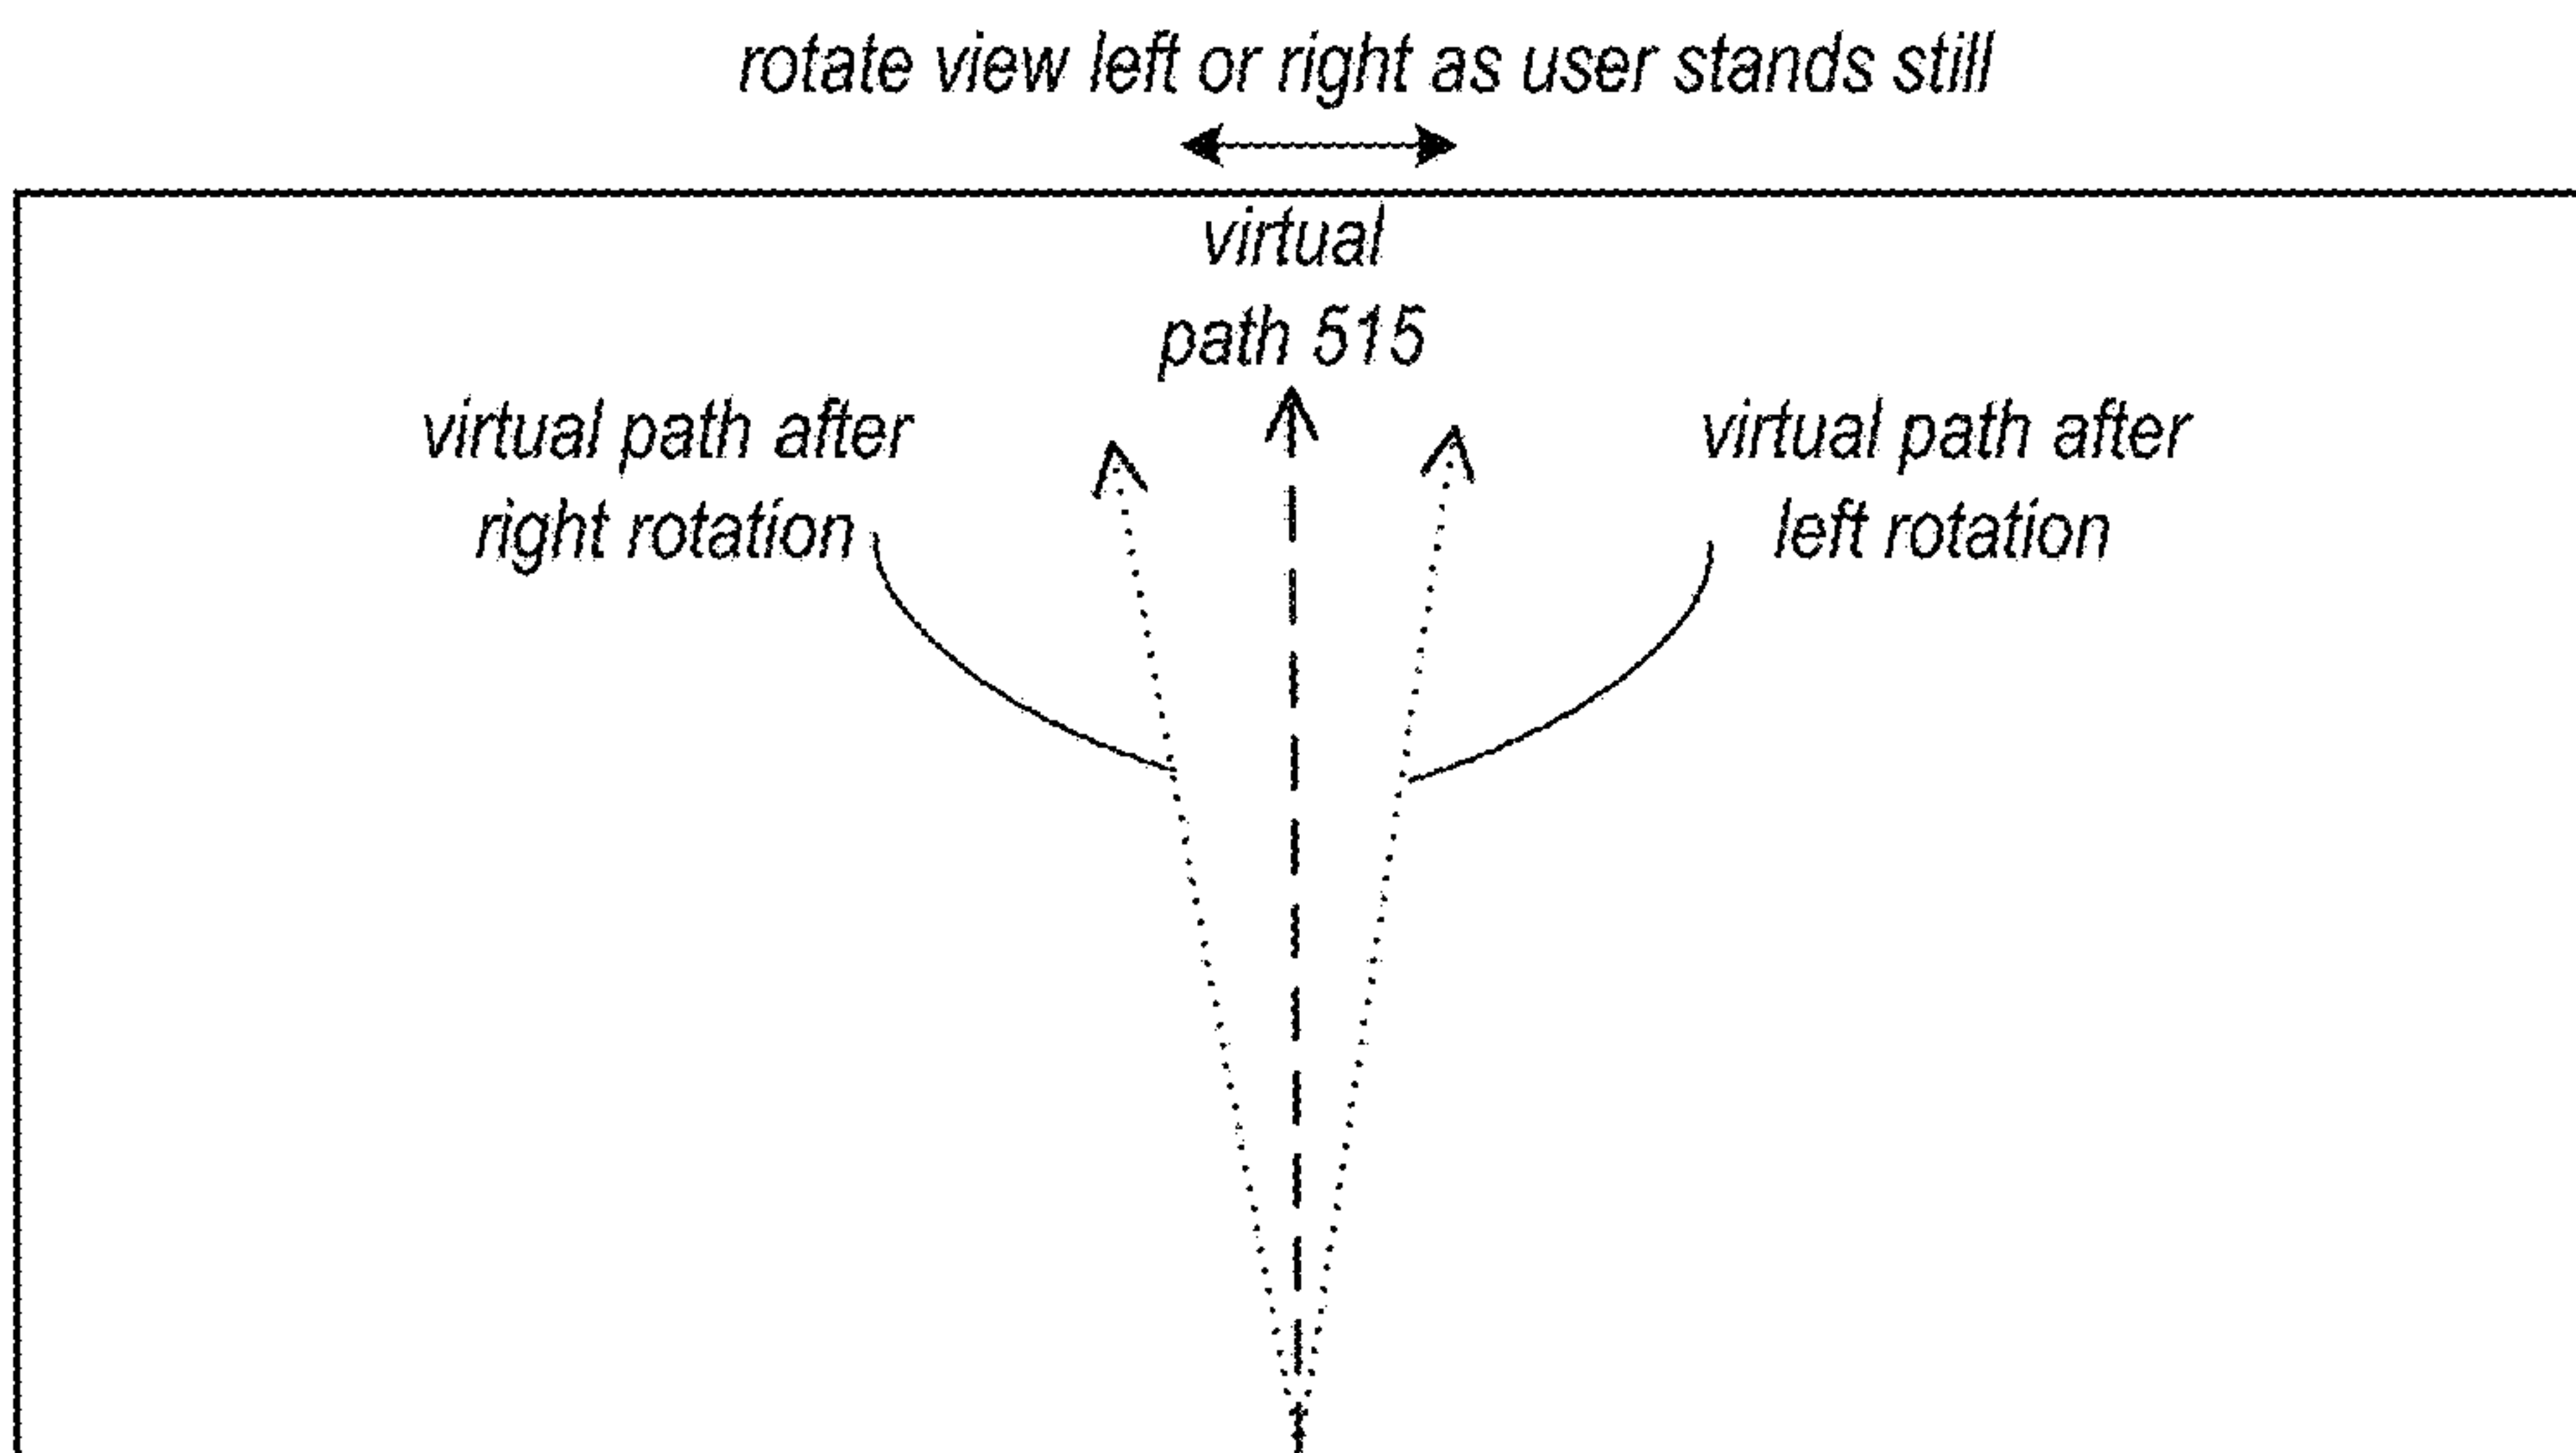 rotate view left or right as user stands still
virtual
path 515
virtual path after
right rotation
virtual path after
left rotation